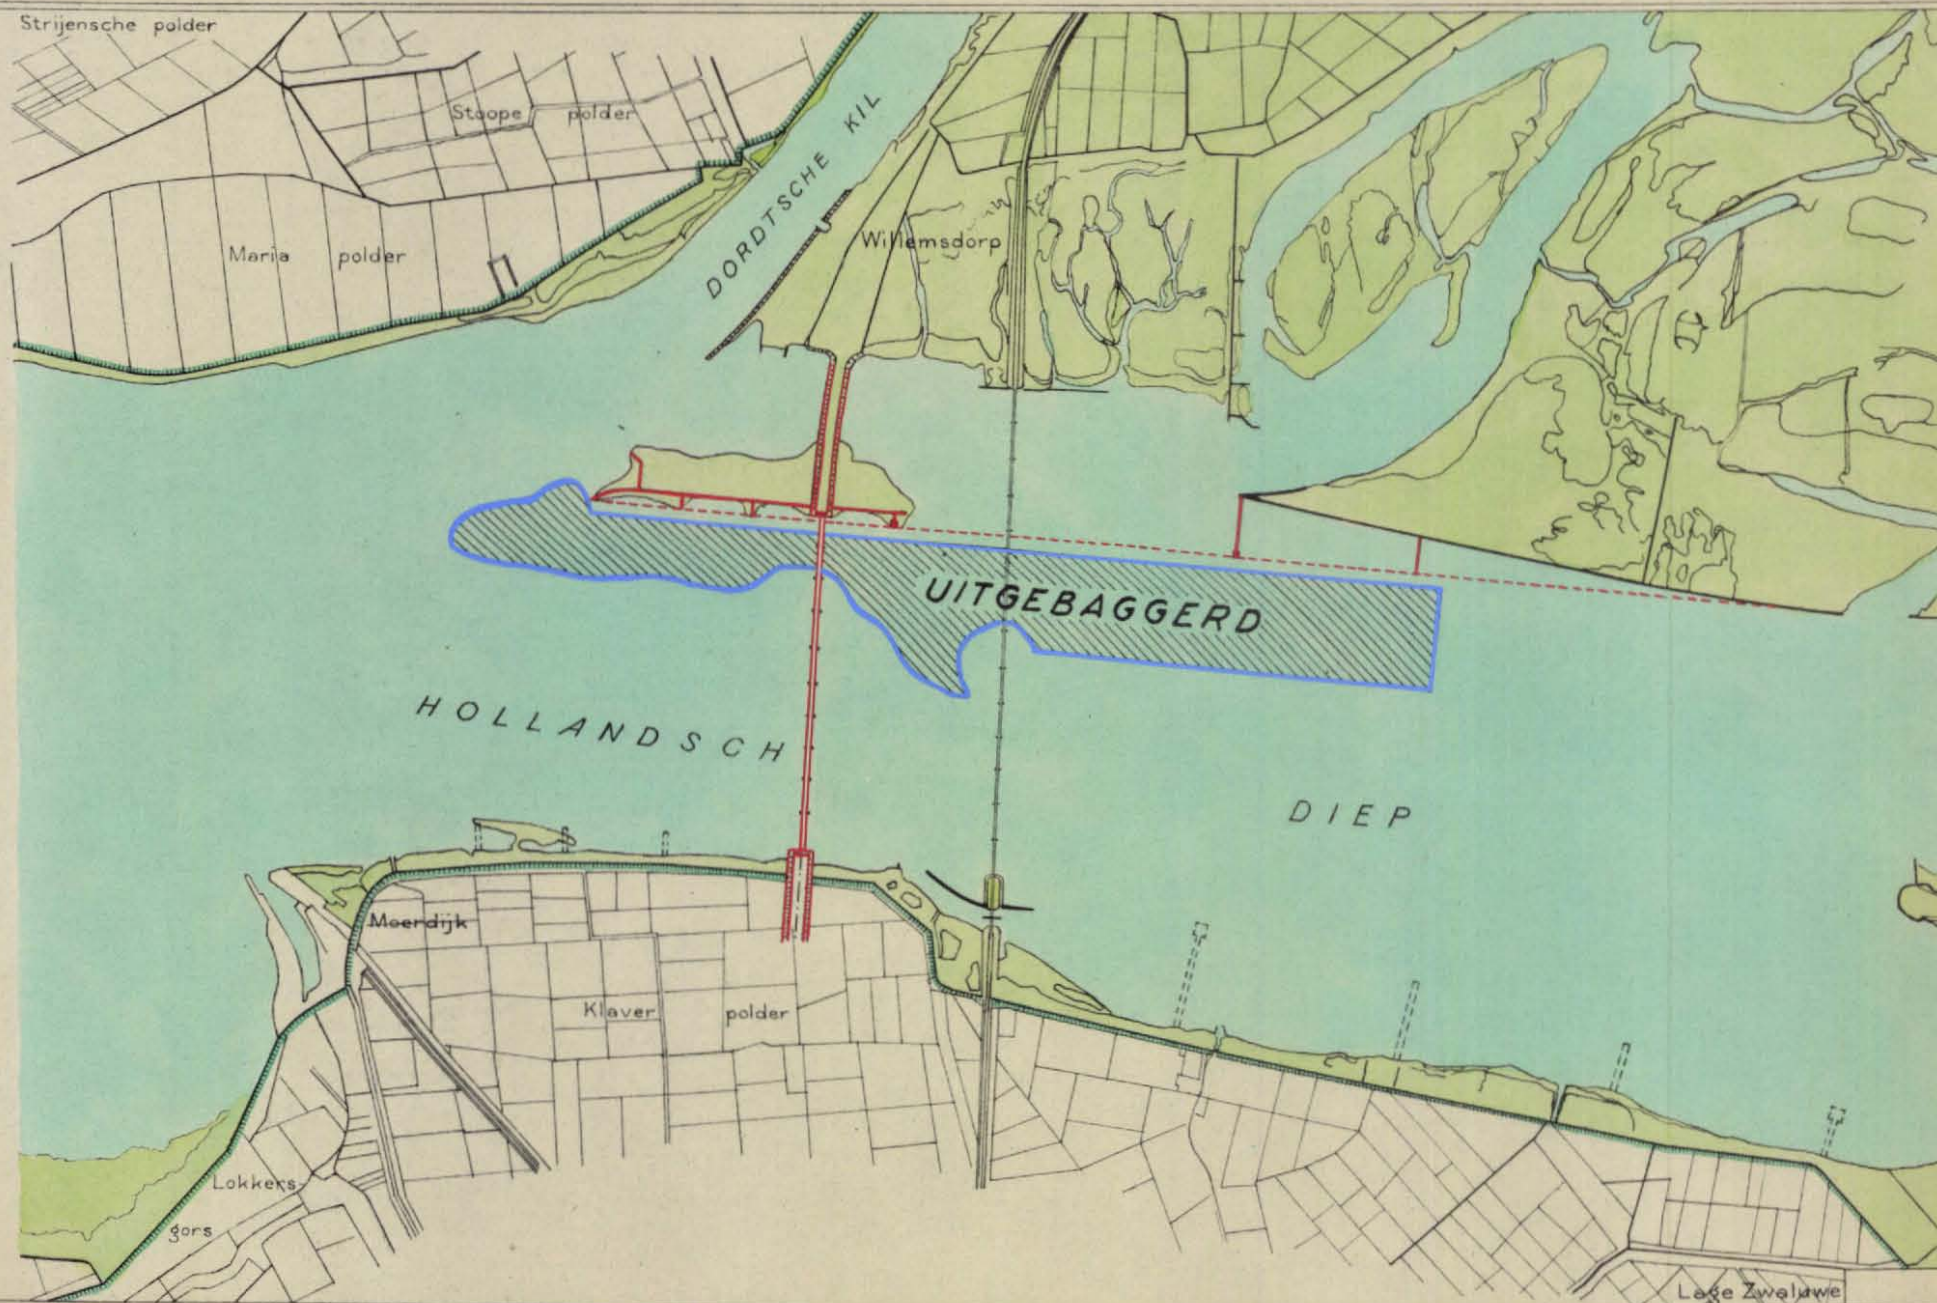 Strijensche polder
Stoope polder
DORDTSCHE KIL
Maria polder
Willemsdorp
UITGEBAGGERD
HOLLANDSCH
DIEP
Moerdijk
Klaver polder
Lokkers-
gors
Lage Zwaluwe